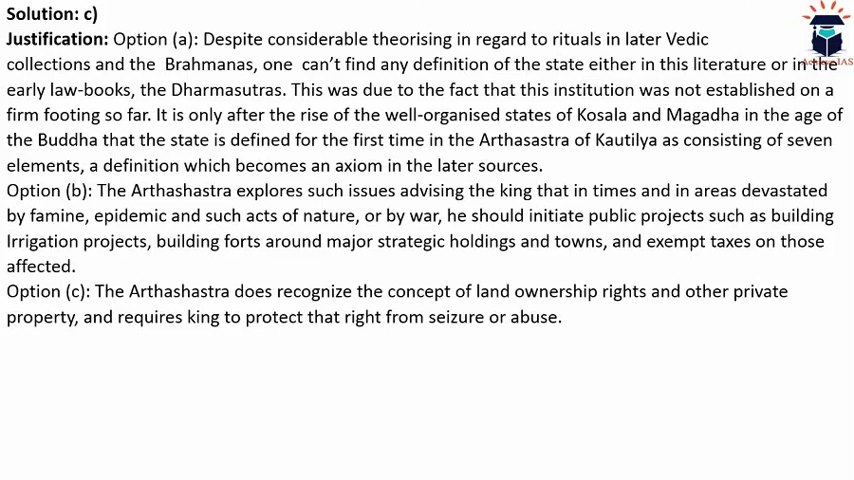 Solution: c)
Justification: Option (a): Despite considerable theorising in regard to rituals in later Vedic
collections and the Brahmanas, one can't find any definition of the state either in this literature or in the
early law-books, the Dharmasutras. This was due to the fact that this institution was not established on a
firm footing so far. It is only after the rise of the well-organised states of Kosala and Magadha in the age of
the Buddha that the state is defined for the first time in the Arthasastra of Kautilya as consisting of seven
elements, a definition which becomes an axiom in the later sources.
Option (b): The Arthashastra explores such issues advising the king that in times and in areas devastated
by famine, epidemic and such acts of nature, or by war, he should initiate public projects such as building
Irrigation projects, building forts around major strategic holdings and towns, and exempt taxes on those
affected.
Option (c): The Arthashastra does recognize the concept of land ownership rights and other private
property, and requires king to protect that right from seizure or abuse.